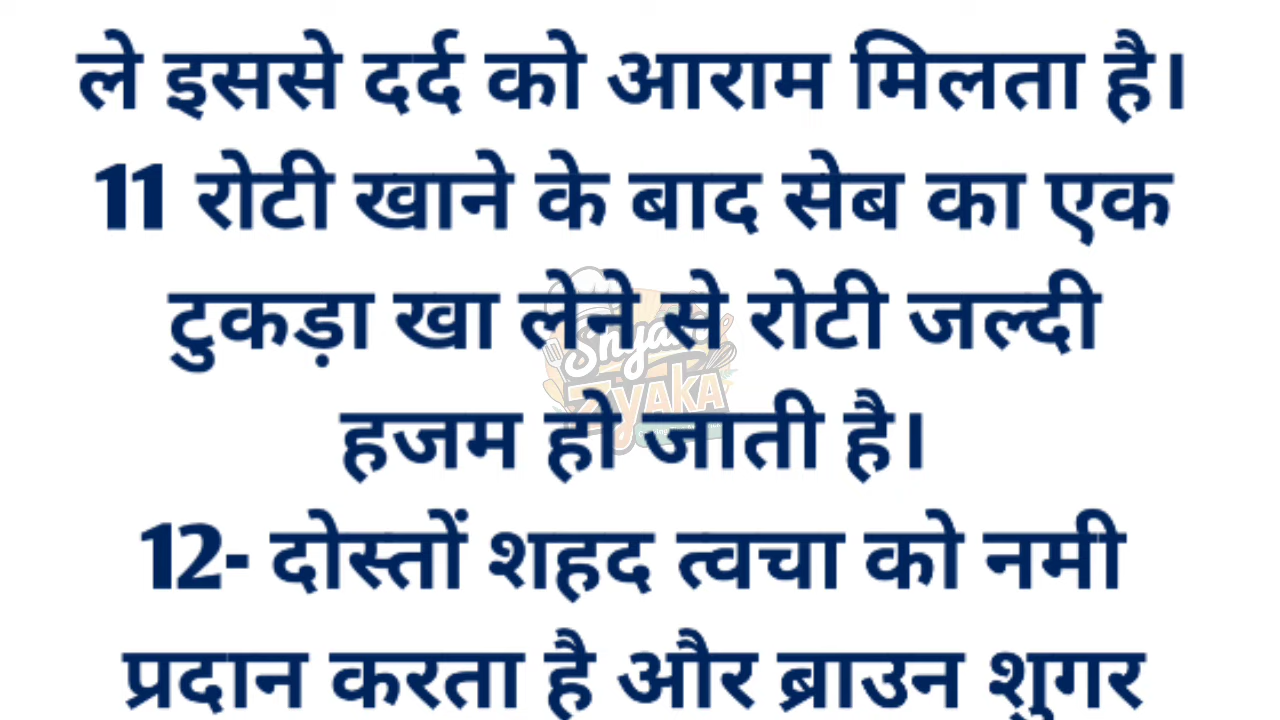 ले इससे दर्द को आराम मिलता है।
11 रोटी खाने के बाद सेब का एक
टुकड़ा खा लेने से रोटी जल्दी
हजम हो जाती है।
12- दोस्तों शहद त्वचा को नमी
प्रदान करता है और ब्राउन शुगर